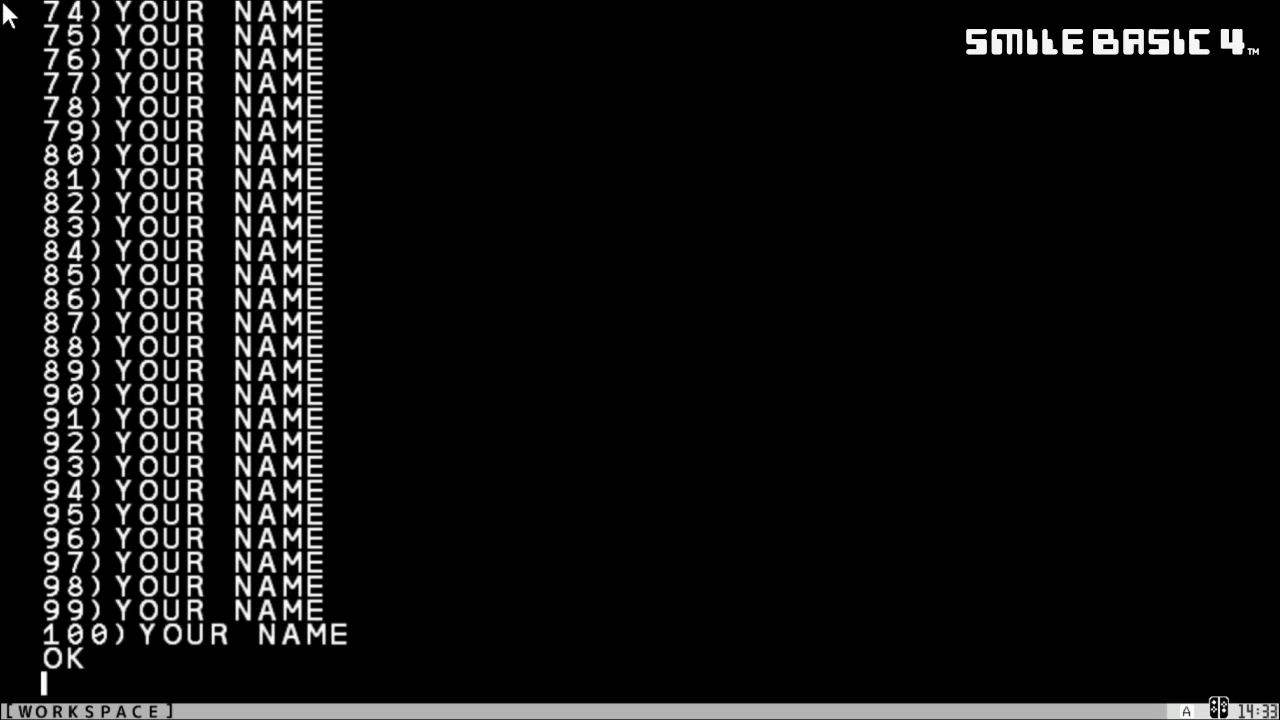 74)YOUR NAME
75)YOUR NAME
76)YOUR NAME
77)YOUR NAME
78)YOUR NAME
79)YOUR NAME
80)YOUR NAME
81)YOUR NAME
82)YOUR NAME
83)YOUR NAME
84)YOUR NAME
85)YOUR NAME
86)YOUR NAME
87)YOUR NAME
88)YOUR NAME
89)YOUR NAME
90)YOUR NAME
91)YOUR NAME
92)YOUR NAME
93)YOUR NAME
94)YOUR NAME
95)YOUR NAME
96)YOUR NAME
97)YOUR NAME
98)YOUR NAME
99)YOUR NAME
100)YOUR NAME
OK
SMILE BASIC 4™
[WORKSPACE]
A 14:33